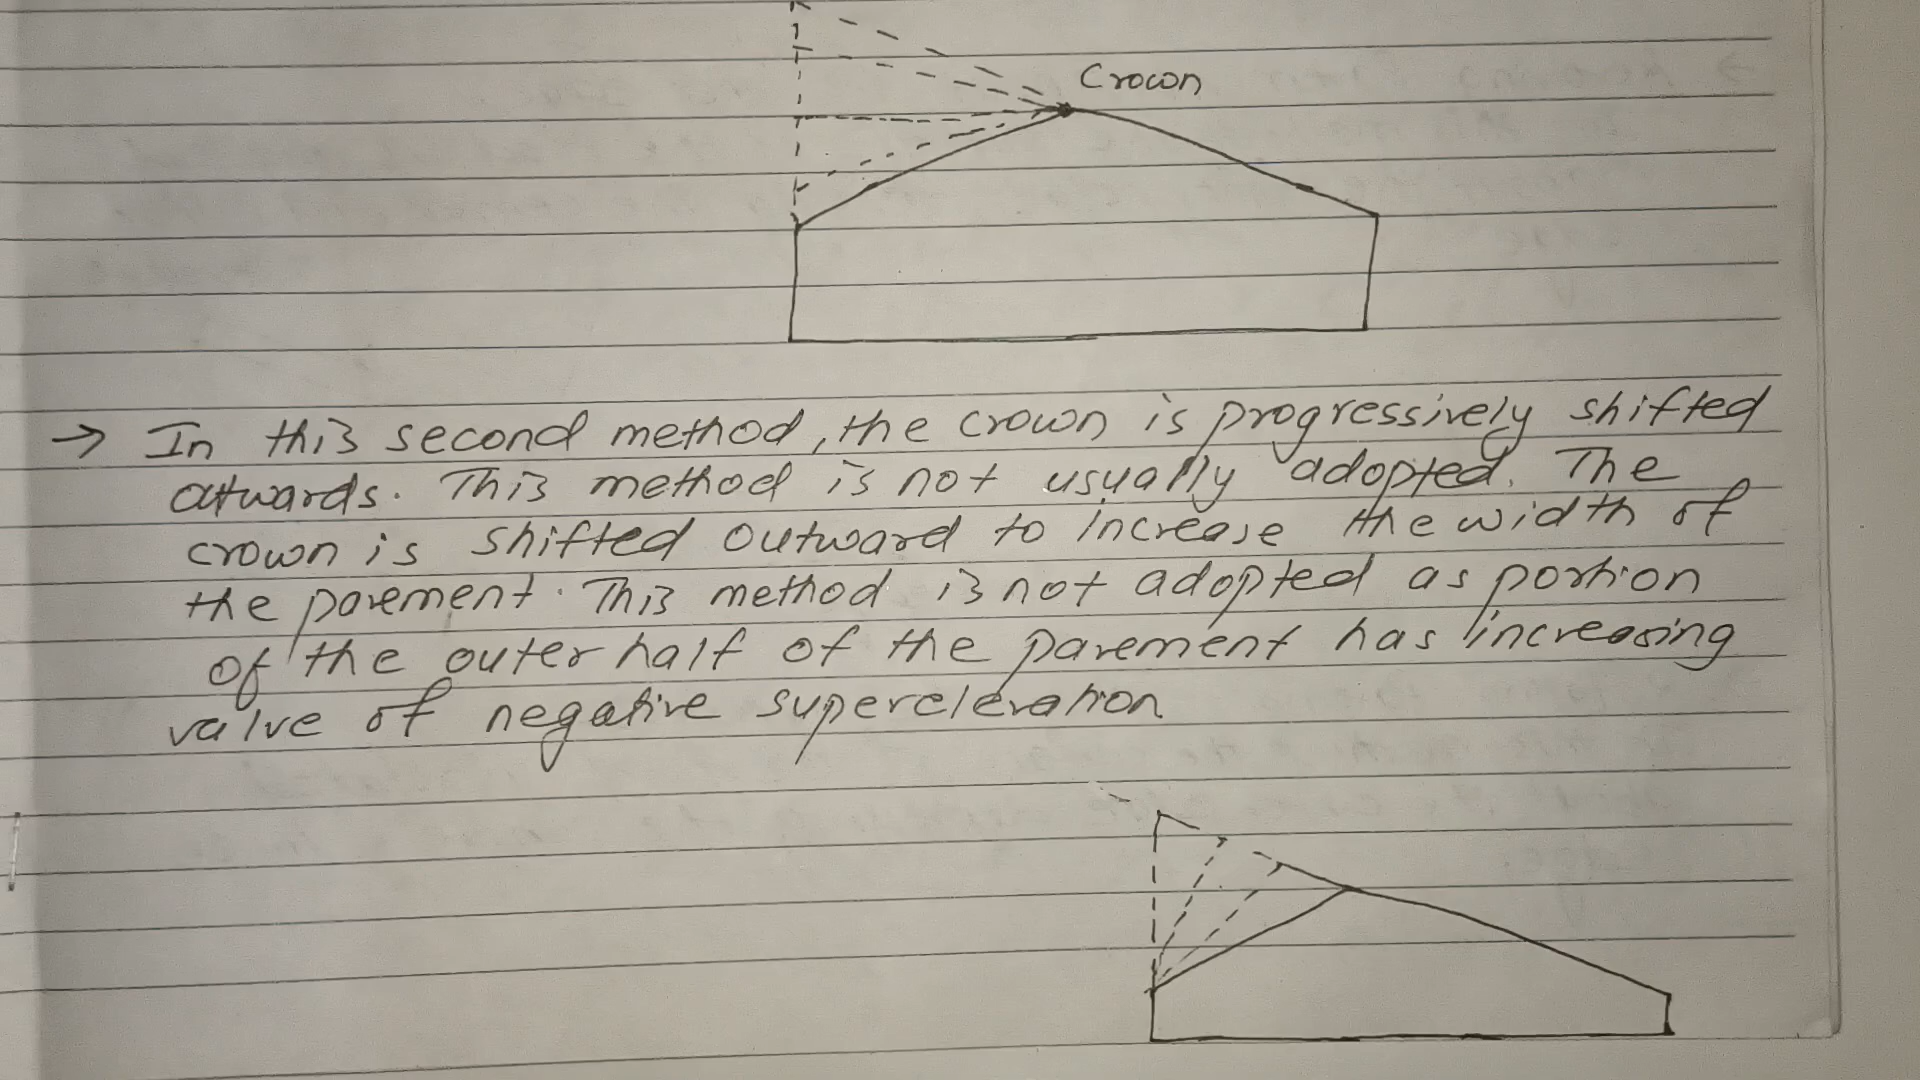 Crown
→ In this second method, the crown is progressively shifted
outwards. This method is not usually adopted. The
crown is shifted outward to increase the width of
the pavement. This method is not adopted as portion
of the outer half of the pavement has increasing
value of negative superelevation